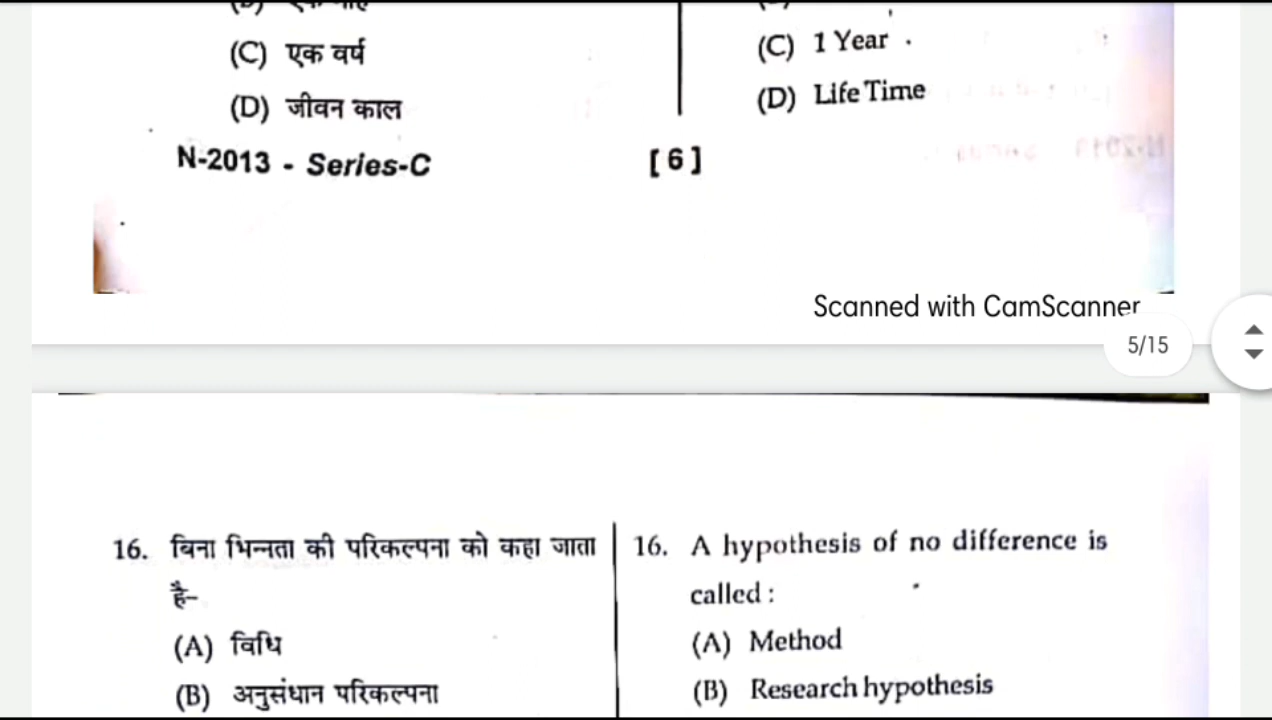 (C) एक वर्ष
(D) जीवन काल
(C) 1 Year
(D) Life Time
N-2013 - Series-C
[ 6 ]
Scanned with CamScanner
5/15
16. बिना भिन्नता की परिकल्पना को कहा जाता
है-
(A) विधि
(B) अनुसंधान परिकल्पना
16. A hypothesis of no difference is
called :
(A) Method
(B) Research hypothesis